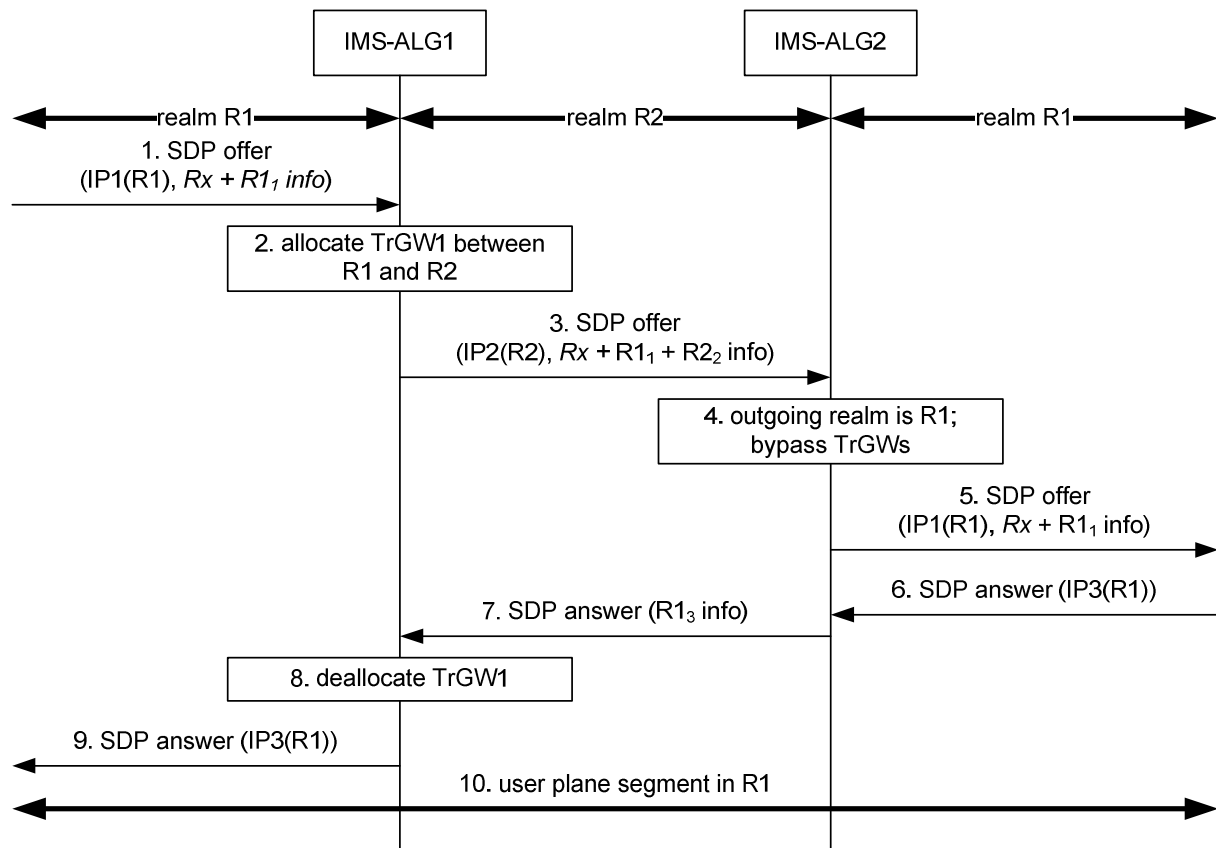 IMS-ALG1
IMS-ALG2
realm R1
realm R2
realm R1
1. SDP offer
(IP1(R1), Rx + R1₁ info)
2. allocate TrGW1 between
R1 and R2
3. SDP offer
(IP2(R2), Rx + R1₁ + R2₂ info)
4. outgoing realm is R1;
bypass TrGWs
5. SDP offer
(IP1(R1), Rx + R1₁ info)
6. SDP answer (IP3(R1))
7. SDP answer (R1₃ info)
8. deallocate TrGW1
9. SDP answer (IP3(R1))
10. user plane segment in R1